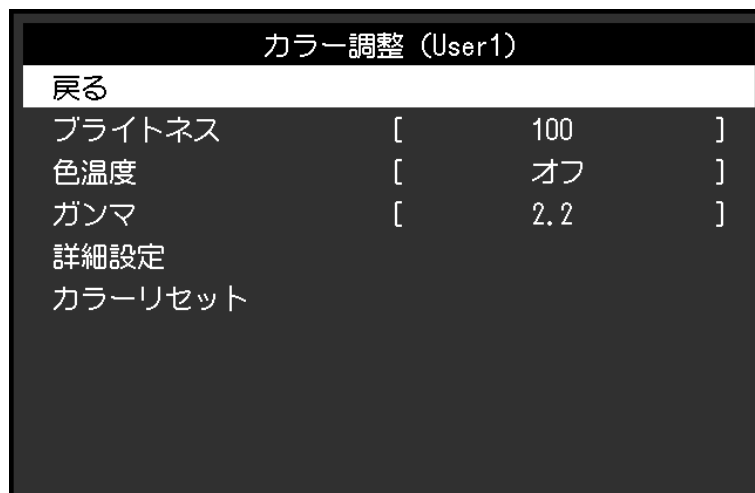 カラー調整 (User1)
戻る
ブライトネス [ 100 ]
色温度 [ オフ ]
ガンマ [ 2.2 ]
詳細設定
カラーリセット